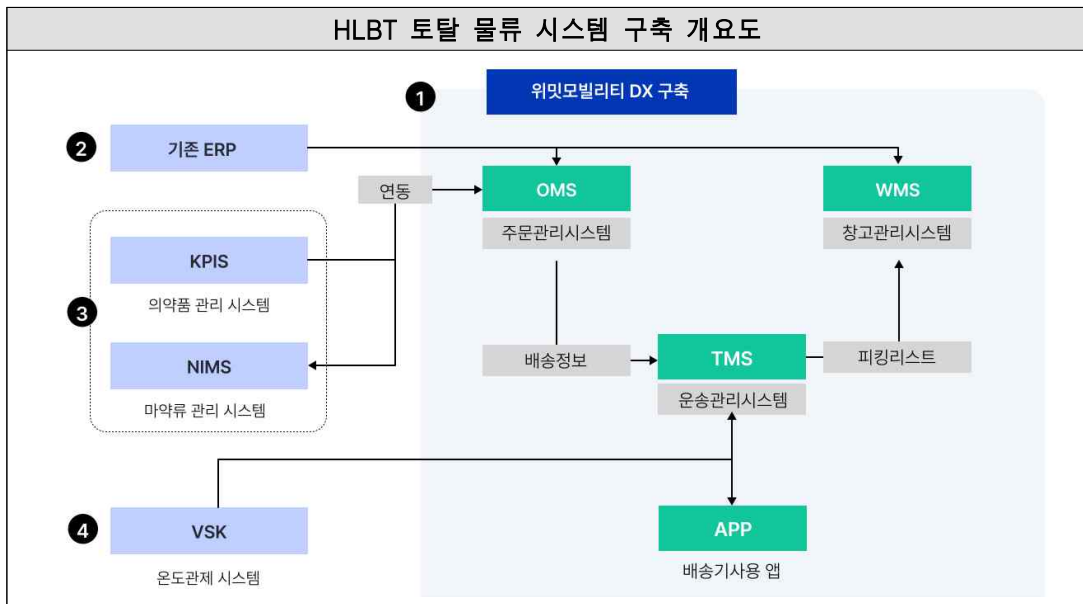 HLBT 토탈 물류 시스템 구축 개요도
1
위밋모빌리티 DX 구축
2
기존 ERP
연동
OMS
주문관리시스템
WMS
창고관리시스템
3
KPIS
의약품 관리 시스템
NIMS
마약류 관리 시스템
배송정보
TMS
운송관리시스템
피킹리스트
4
VSK
온도관제 시스템
APP
배송기사용 앱